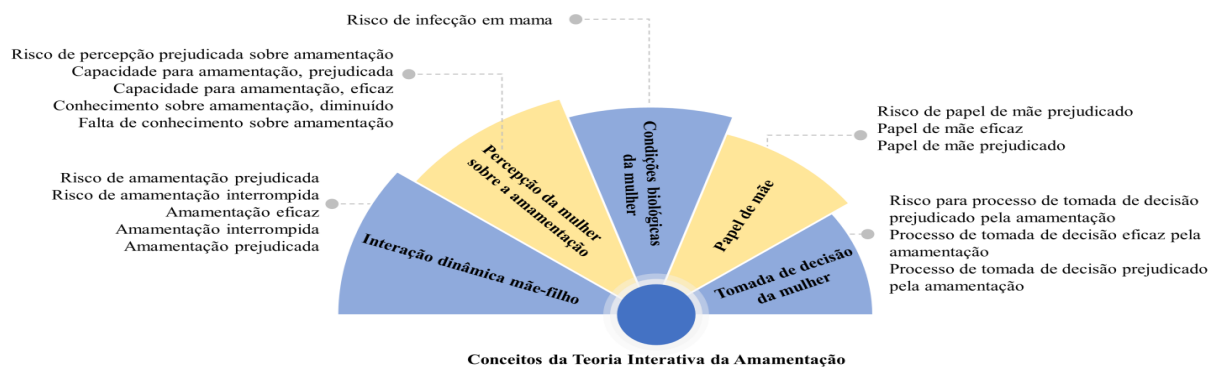 Risco de infecção em mama
Risco de percepção prejudicada sobre amamentação
Capacidade para amamentação, prejudicada
Capacidade para amamentação, eficaz
Conhecimento sobre amamentação, diminuído
Falta de conhecimento sobre amamentação
Risco de amamentação prejudicada
Risco de amamentação interrompida
Amamentação eficaz
Amamentação interrompida
Amamentação prejudicada
Interação dinâmica mãe-filho
Percepção da mulher
sobre a amamentação
Condições biológicas
da mulher
Papel de mãe
Tomada de decisão
da mulher
Risco de papel de mãe prejudicado
Papel de mãe eficaz
Papel de mãe prejudicado
Risco para processo de tomada de decisão
prejudicado pela amamentação
Processo de tomada de decisão eficaz pela
amamentação
Processo de tomada de decisão prejudicado
pela amamentação
Conceitos da Teoria Interativa da Amamentação